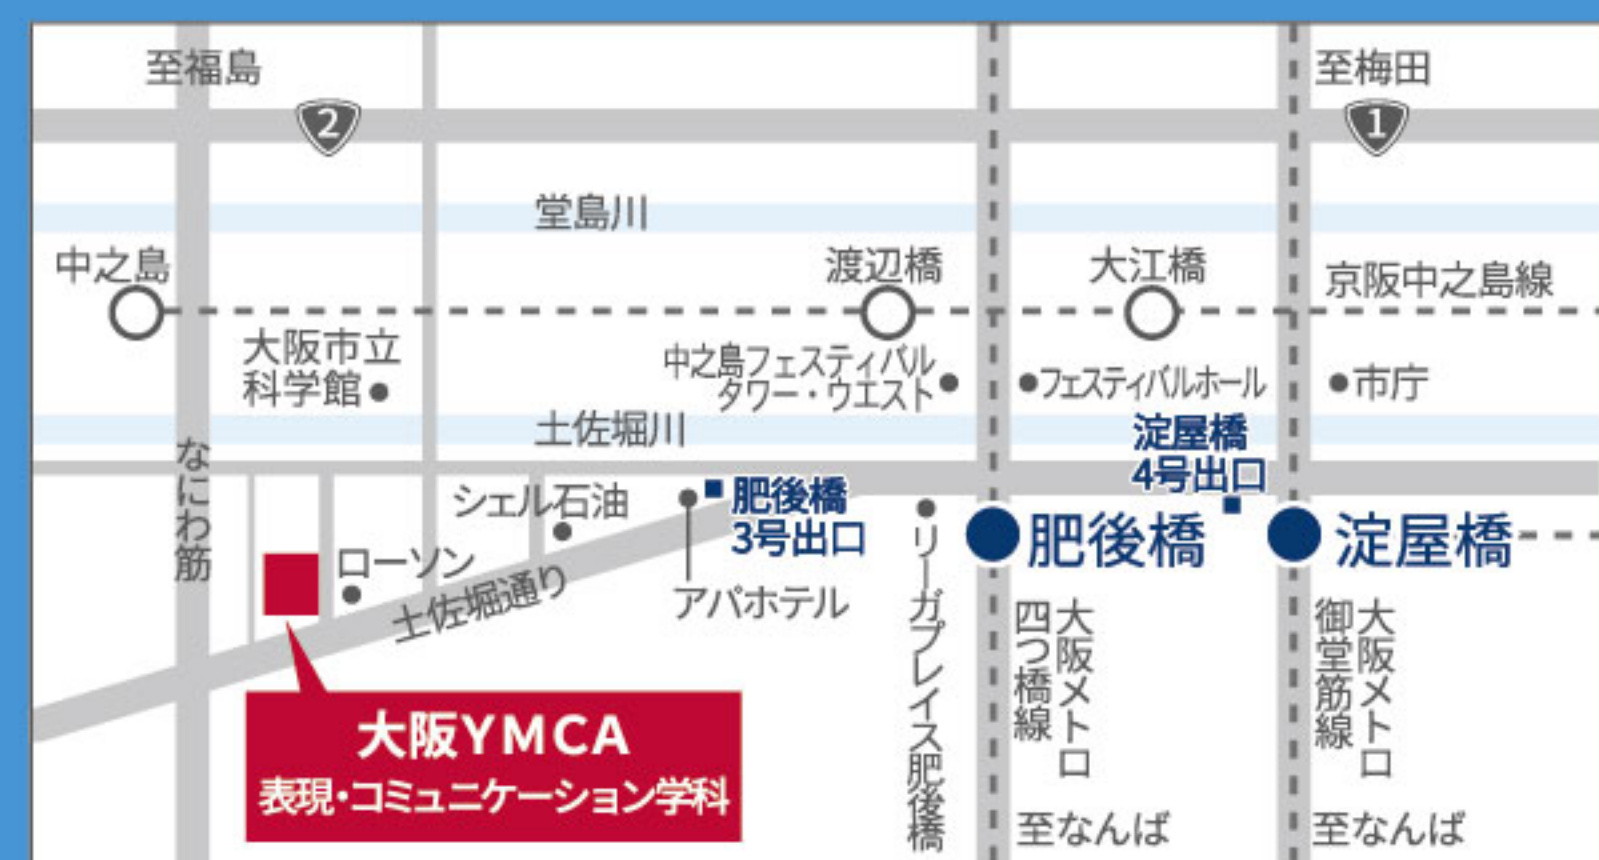 至福島
2
至梅田
1
堂島川
中之島
渡辺橋
大江橋
京阪中之島線
大阪市立
科学館
中之島フェスティバル
タワー・ウエスト
フェスティバルホール
市庁
土佐堀川
なにわ筋
淀屋橋
4号出口
シェル石油
肥後橋
3号出口
肥後橋
淀屋橋
ローソン
土佐堀通り
アパホテル
リーガプレイス肥後橋
大阪メトロ
四つ橋線
大阪メトロ
御堂筋線
大阪YMCA
表現・コミュニケーション学科
至なんば
至なんば